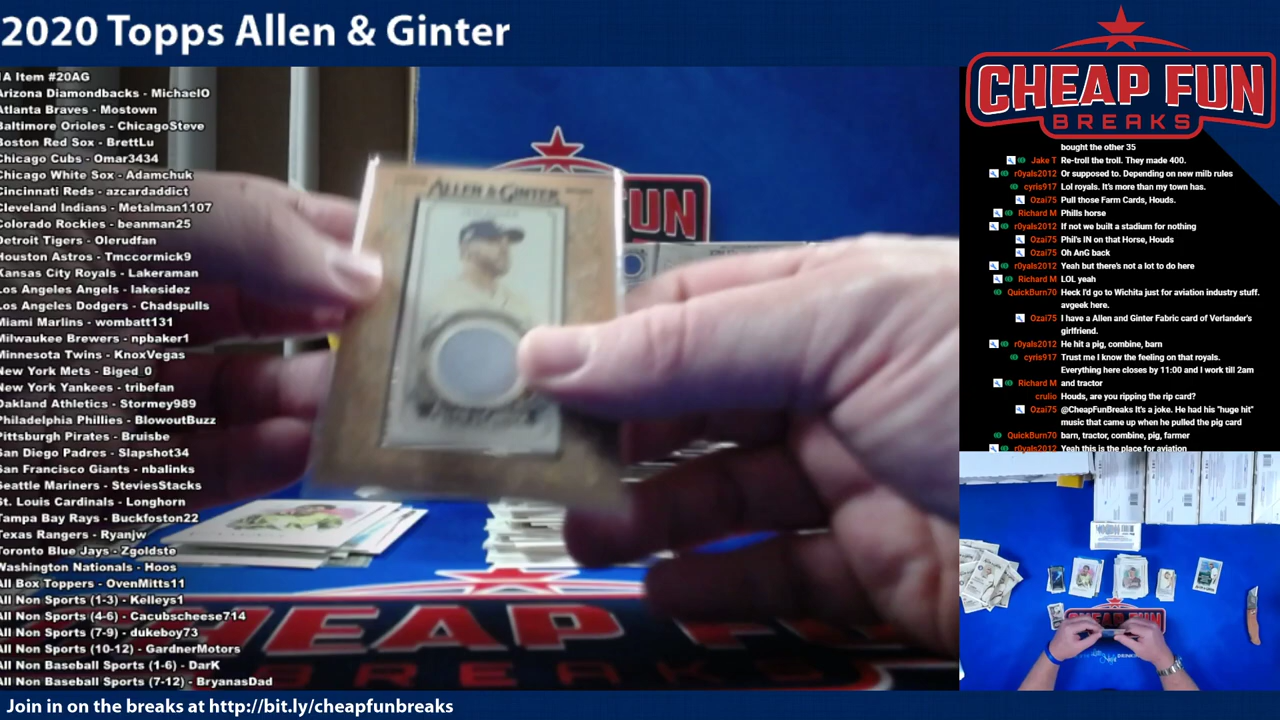 2020 Topps Allen & Ginter
1A Item #20AG
Arizona Diamondbacks - MichaelO
Atlanta Braves - Mostown
Baltimore Orioles - ChicagoSteve
Boston Red Sox - BrettLu
Chicago Cubs - Omar3434
Chicago White Sox - Adamchuk
Cincinnati Reds - azcardaddict
Cleveland Indians - Metalman1107
Colorado Rockies - beanman25
Detroit Tigers - Olerudfan
Houston Astros - Tmccormick9
Kansas City Royals - Lakeraman
Los Angeles Angels - lakesidez
Los Angeles Dodgers - Chadspulls
Miami Marlins - wombatt131
Milwaukee Brewers - npbaker1
Minnesota Twins - KnoxVegas
New York Mets - Biged_0
New York Yankees - tribefan
Oakland Athletics - Stormey989
Philadelphia Phillies - BlowoutBuzz
Pittsburgh Pirates - Bruisbe
San Diego Padres - Slapshot34
San Francisco Giants - nbalinks
Seattle Mariners - SteviesStacks
St. Louis Cardinals - Longhorn
Tampa Bay Rays - Buckfoston22
Texas Rangers - Ryanjw
Toronto Blue Jays - Zgoldste
Washington Nationals - Hoos
All Box Toppers - OvenMitts11
All Non Sports (1-3) - Kelleys1
All Non Sports (4-6) - Cacubscheese714
All Non Sports (7-9) - dukeboy73
All Non Sports (10-12) - GardnerMotors
All Non Baseball Sports (1-6) - DarK
All Non Baseball Sports (7-12) - BryanasDad
ALLEN & GINTER
UN
CHEAP FUN
BREAKS
CHEAP FUN
BREAKS
bought the other 35
Jake T Re-troll the troll. They made 400.
r0yals2012 Or supposed to. Depending on new milb rules
cyris917 Lol royals. It's more than my town has.
Ozai75 Pull those Farm Cards, Houds.
Richard M Phills horse
r0yals2012 If not we built a stadium for nothing
Ozai75 Phil's IN on that Horse, Houds
Ozai75 Oh AnG back
r0yals2012 Yeah but there's not a lot to do here
Richard M LOL yeah
QuickBurn70 Heck I'd go to Wichita just for aviation industry stuff.
avgeek here.
Ozai75 I have a Allen and Ginter Fabric card of Verlander's
girlfriend.
r0yals2012 He hit a pig, combine, barn
cyris917 Trust me I know the feeling on that royals.
Everything here closes by 11:00 and I work till 2am
Richard M and tractor
crulio Houds, are you ripping the rip card?
Ozai75 @CheapFunBreaks It's a joke. He had his "huge hit"
music that came up when he pulled the pig card
QuickBurn70 barn, tractor, combine, pig, farmer
r0yals2012 Yeah this is the place for aviation
CHEAP FUN
Join in on the breaks at http://bit.ly/cheapfunbreaks